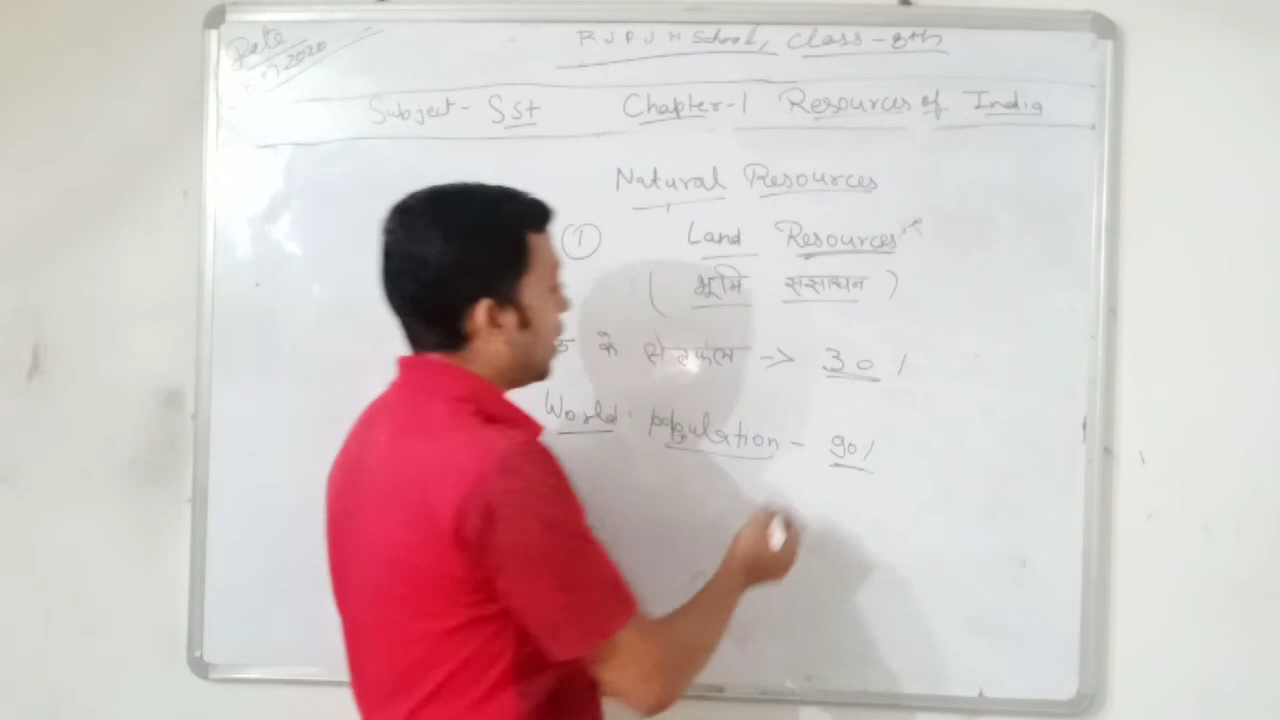 Date
.07.2020
R J P J H School, Class-8th
Subject- Sst Chapter-1 Resources of India
Natural Resources
① Land Resources
( भूमि संसाधन )
के क्षेत्रफल -> 30%
World population - 90%